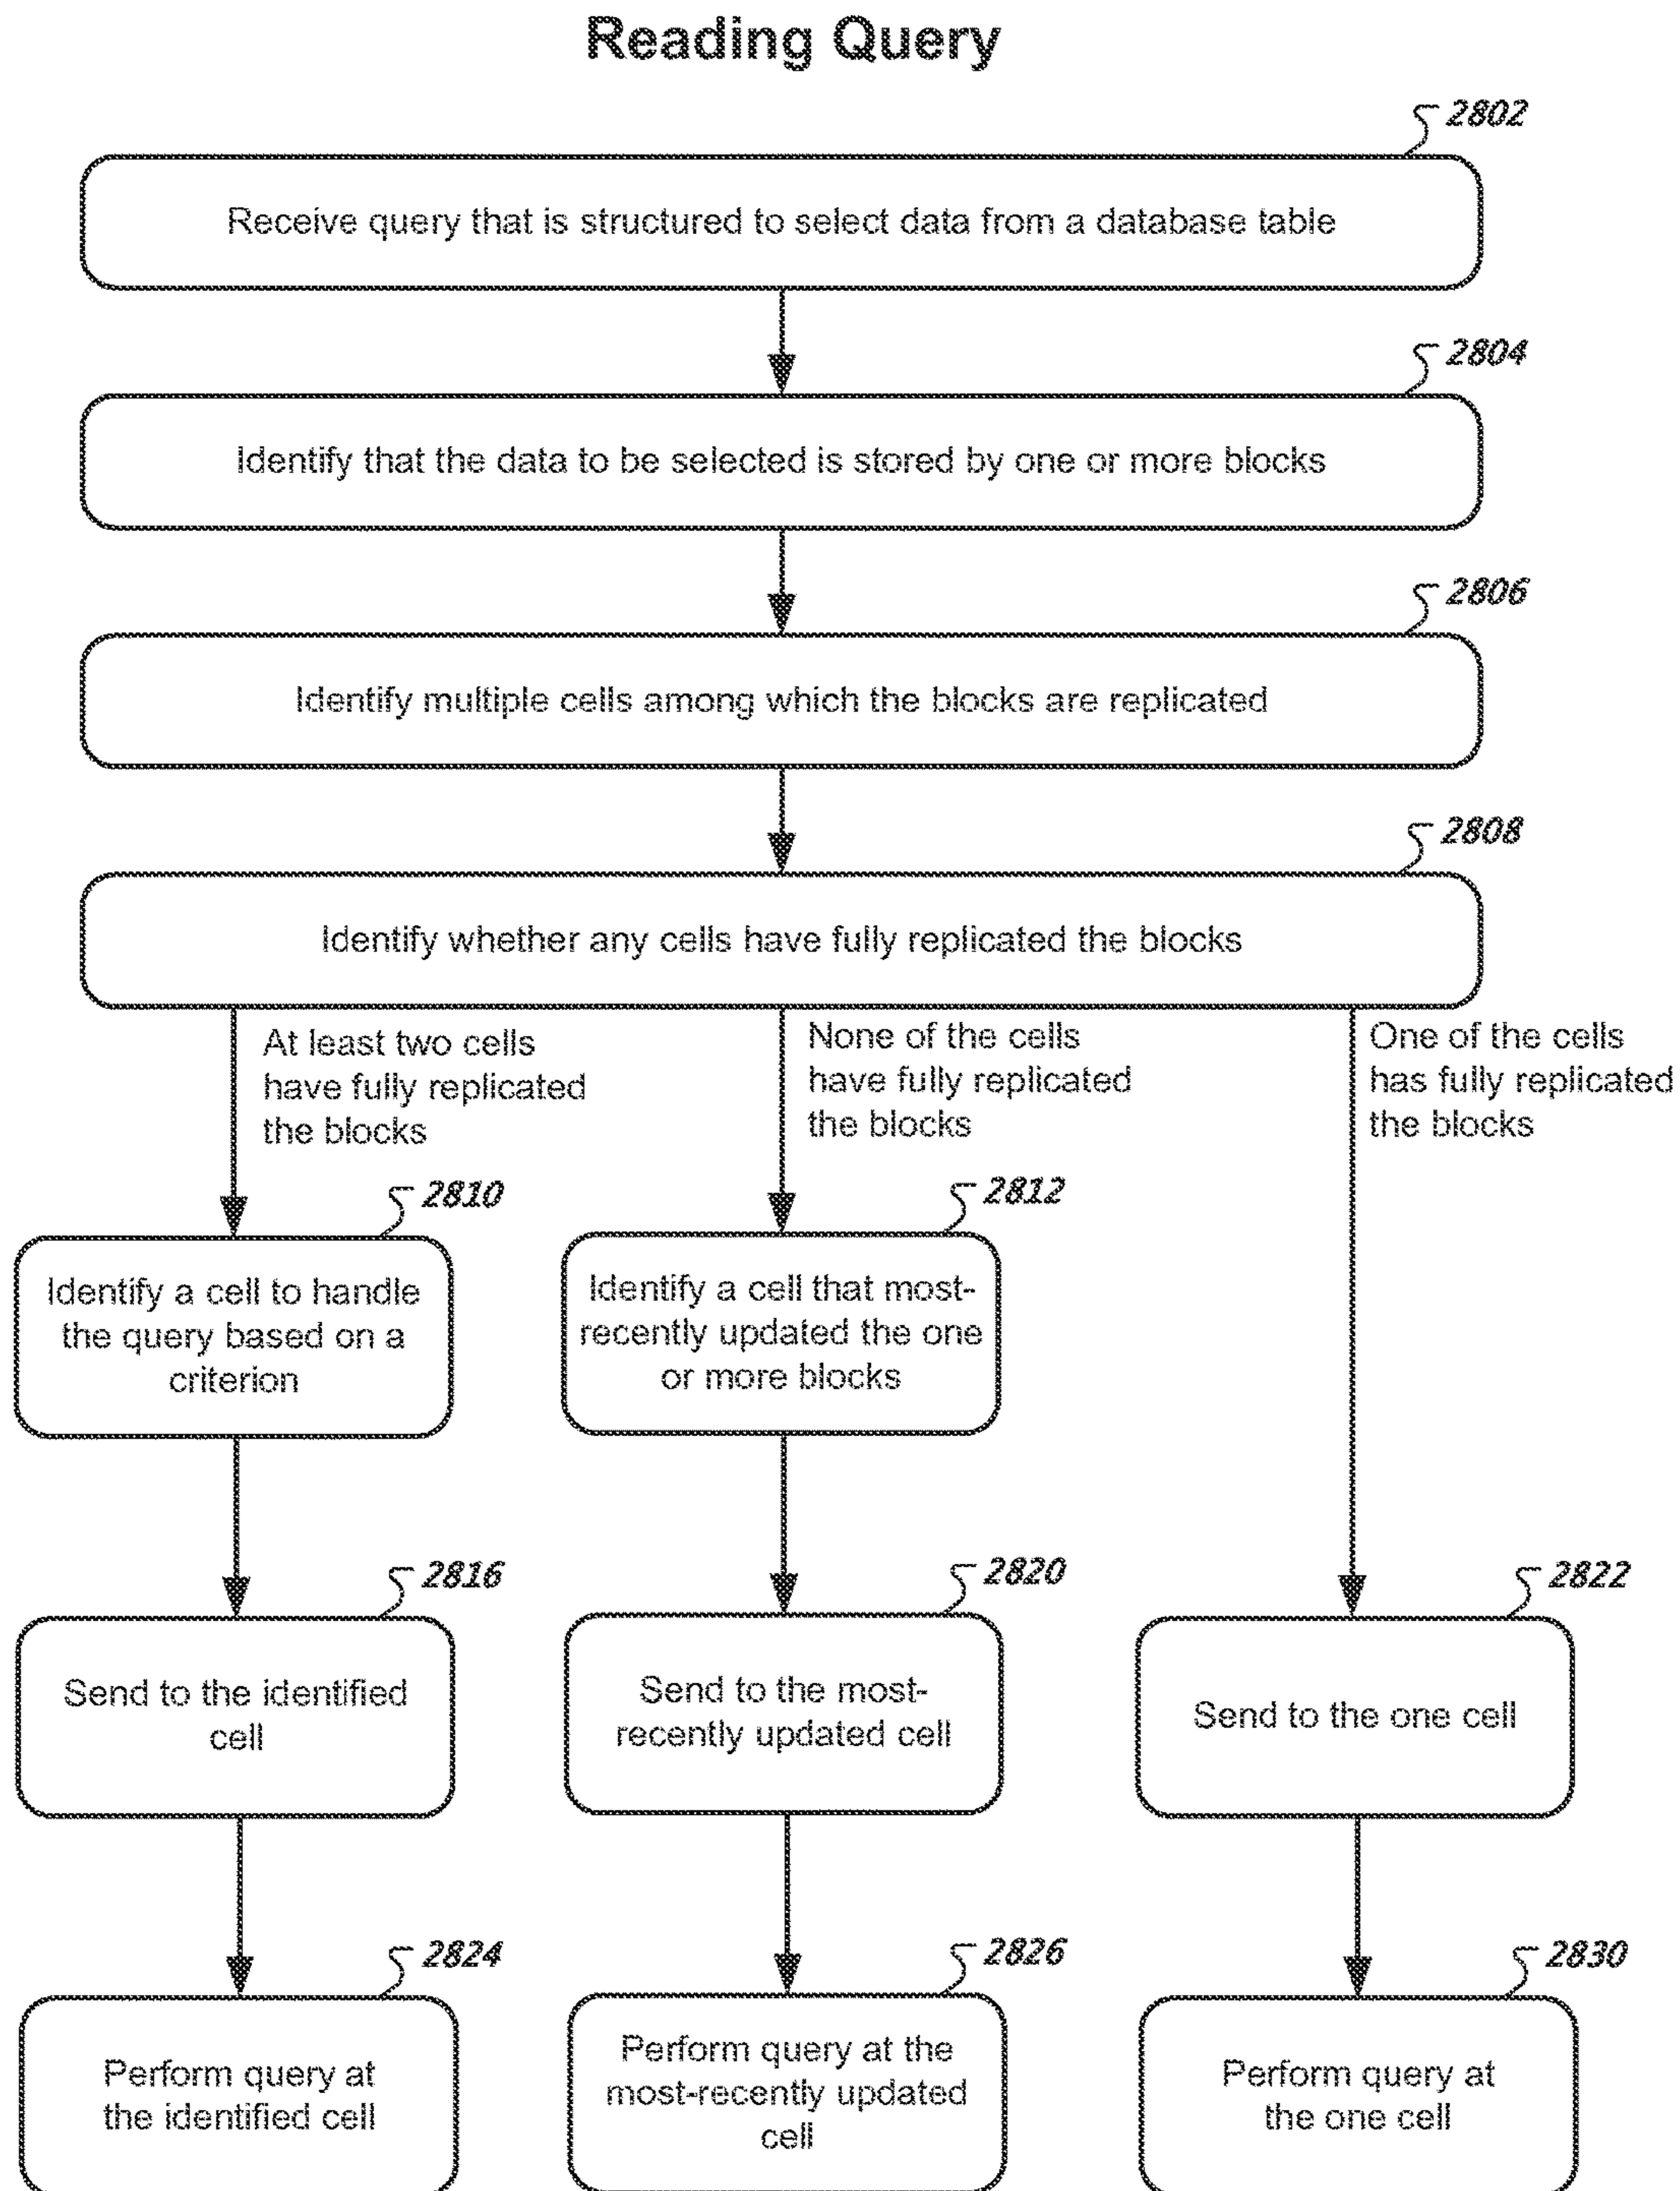 Reading Query
2802
Receive query that is structured to select data from a database table
2804
Identify that the data to be selected is stored by one or more blocks
2806
Identify multiple cells among which the blocks are replicated
2808
Identify whether any cells have fully replicated the blocks
At least two cells
have fully replicated
the blocks
None of the cells
have fully replicated
the blocks
One of the cells
has fully replicated
the blocks
2810
Identify a cell to handle
the query based on a
criterion
2812
Identify a cell that most-
recently updated the one
or more blocks
2816
Send to the identified
cell
2820
Send to the most-
recently updated cell
2822
Send to the one cell
2824
Perform query at
the identified cell
2826
Perform query at the
most-recently updated
cell
2830
Perform query at
the one cell